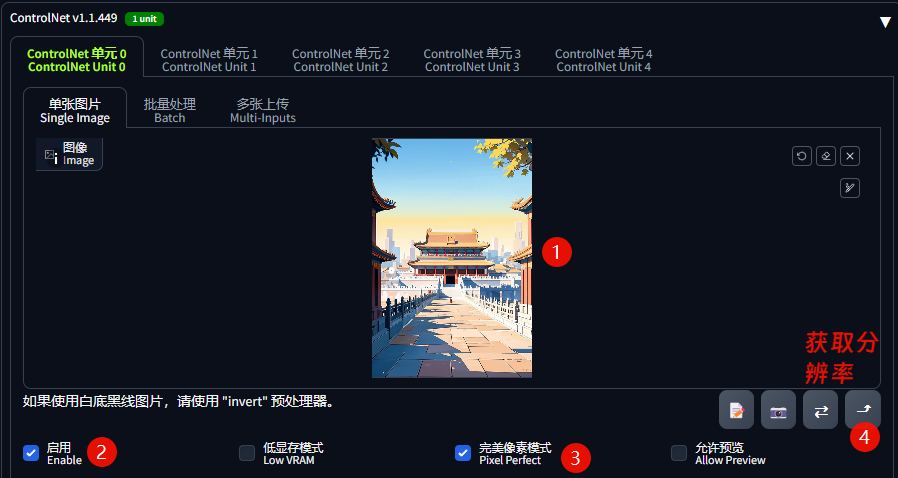 ControlNet v1.1.449 1 unit
ControlNet 单元 0 ControlNet 单元 1 ControlNet 单元 2 ControlNet 单元 3 ControlNet 单元 4
ControlNet Unit 0 ControlNet Unit 1 ControlNet Unit 2 ControlNet Unit 3 ControlNet Unit 4
单张图片 批量处理 多张上传
Single Image Batch Multi-Inputs
图像
Image
1
获取分
辨率
如果使用白底黑线图片，请使用 "invert" 预处理器。
4
启用 低显存模式 完美像素模式 允许预览
Enable Low VRAM Pixel Perfect Allow Preview
2 3